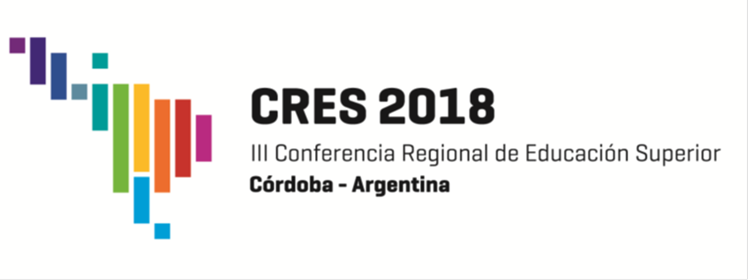 CRES 2018
III Conferencia Regional de Educación Superior
Córdoba - Argentina